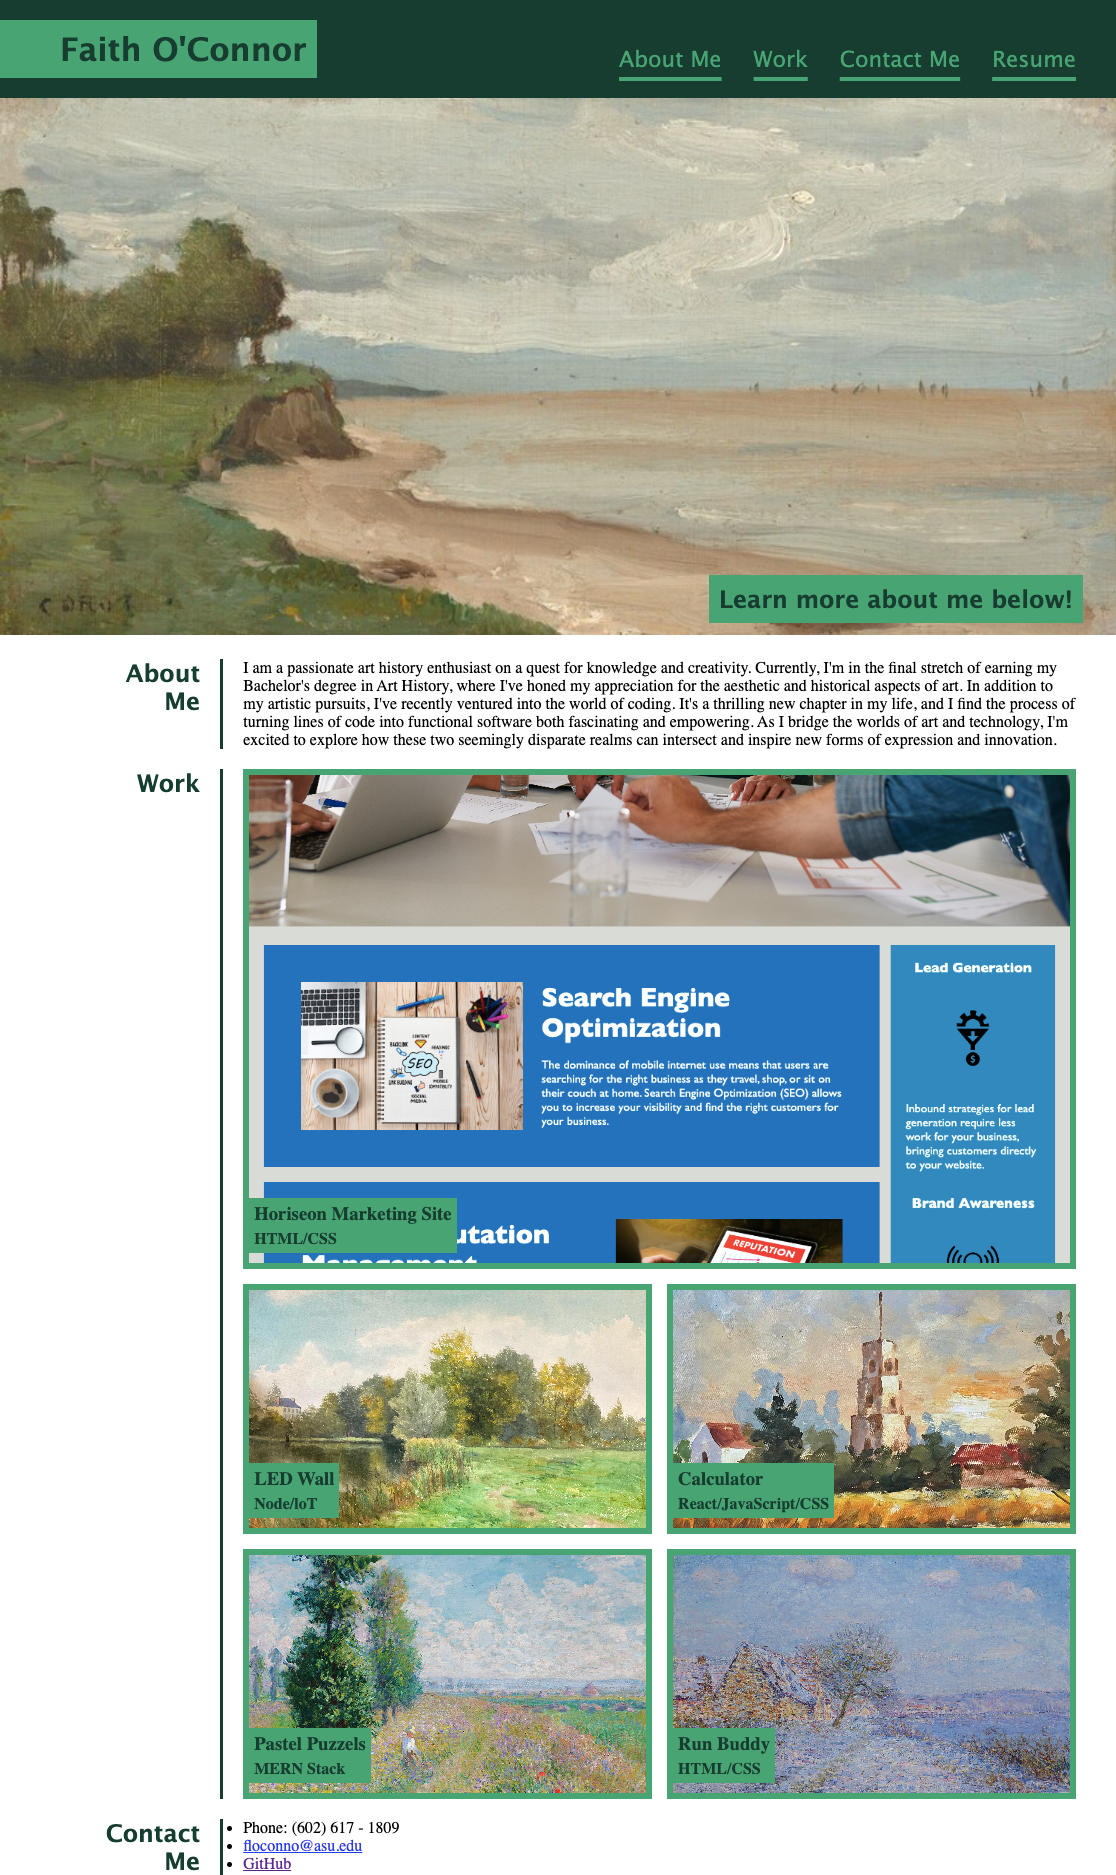 Faith O'Connor
About Me
Work
Contact Me
Resume
Learn more about me below!
About
Me
I am a passionate art history enthusiast on a quest for knowledge and creativity. Currently, I'm in the final stretch of earning my
Bachelor's degree in Art History, where I've honed my appreciation for the aesthetic and historical aspects of art. In addition to
my artistic pursuits, I've recently ventured into the world of coding. It's a thrilling new chapter in my life, and I find the process of
turning lines of code into functional software both fascinating and empowering. As I bridge the worlds of art and technology, I'm
excited to explore how these two seemingly disparate realms can intersect and inspire new forms of expression and innovation.
Work
Search Engine
Optimization
The dominance of mobile internet use means that users are
searching for the right business as they travel, shop, or sit on
their couch at home. Search Engine Optimization (SEO) allows
you to increase your visibility and find the right customers for
your business.
CONTENT
BACKLINK
KEYWORDS
SEO
LINK BUILDING
MOBILE
SOCIAL
MEDIA
Lead Generation
$
Inbound strategies for lead
generation require less
work for your business,
bringing customers directly
to your website.
Brand Awareness
utation
Management
REPUTATION
Horiseon Marketing Site
HTML/CSS
LED Wall
Node/loT
Calculator
React/JavaScript/CSS
Pastel Puzzels
MERN Stack
Run Buddy
HTML/CSS
Contact
Me
Phone: (602) 617 - 1809
floconno@asu.edu
GitHub